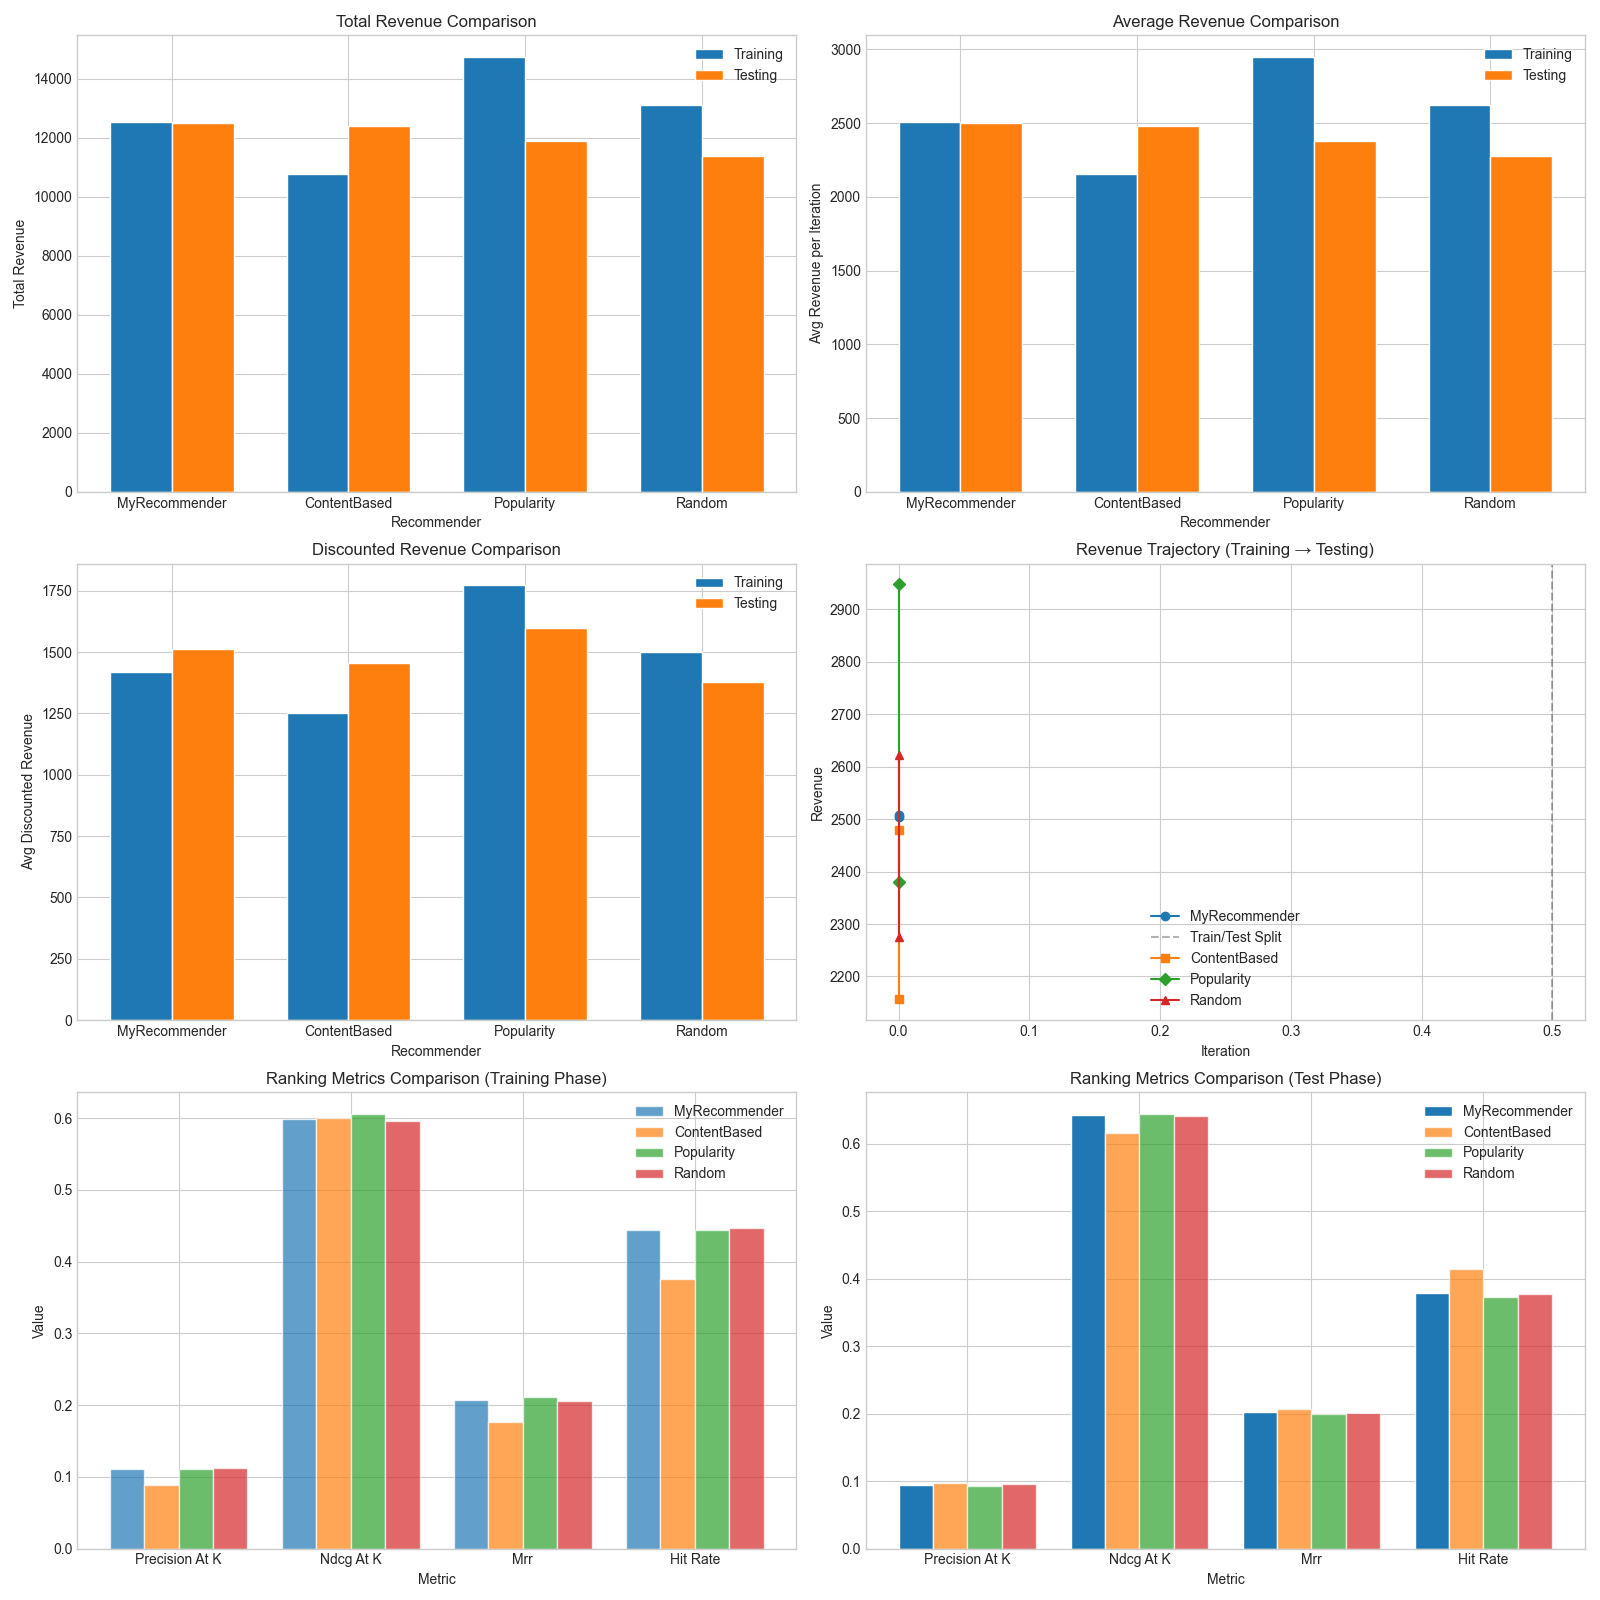 Total Revenue Comparison
Total Revenue
14000
12000
10000
8000
6000
4000
2000
0
Training
Testing
MyRecommender ContentBased Popularity Random
Recommender
Average Revenue Comparison
Avg Revenue per Iteration
3000
2500
2000
1500
1000
500
0
Training
Testing
MyRecommender ContentBased Popularity Random
Recommender
Discounted Revenue Comparison
Avg Discounted Revenue
1750
1500
1250
1000
750
500
250
0
Training
Testing
MyRecommender ContentBased Popularity Random
Recommender
Revenue Trajectory (Training → Testing)
Revenue
2900
2800
2700
2600
2500
2400
2300
2200
MyRecommender
Train/Test Split
ContentBased
Popularity
Random
0.0 0.1 0.2 0.3 0.4 0.5
Iteration
Ranking Metrics Comparison (Training Phase)
Value
0.6
0.5
0.4
0.3
0.2
0.1
0.0
MyRecommender
ContentBased
Popularity
Random
Precision At K Ndcg At K Mrr Hit Rate
Metric
Ranking Metrics Comparison (Test Phase)
Value
0.6
0.5
0.4
0.3
0.2
0.1
0.0
MyRecommender
ContentBased
Popularity
Random
Precision At K Ndcg At K Mrr Hit Rate
Metric